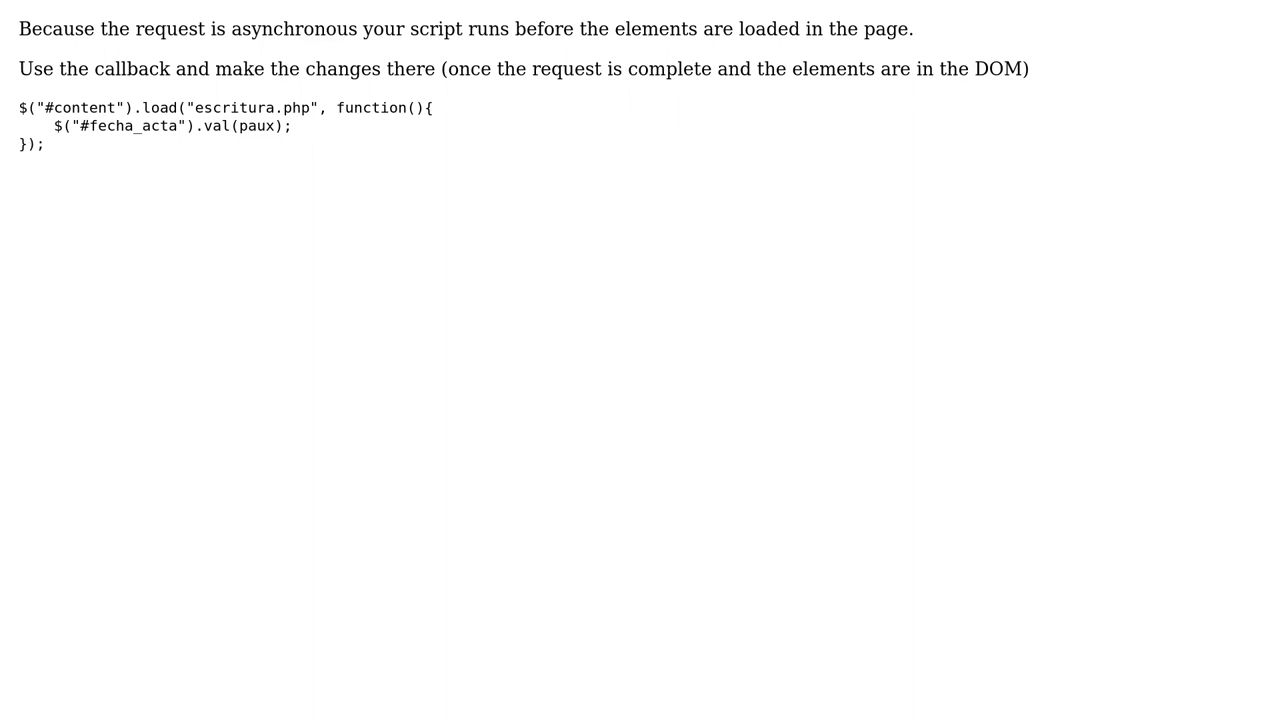 Because the request is asynchronous your script runs before the elements are loaded in the page.
Use the callback and make the changes there (once the request is complete and the elements are in the DOM)
$("#content").load("escritura.php", function(){
    $("#fecha_acta").val(paux);
});